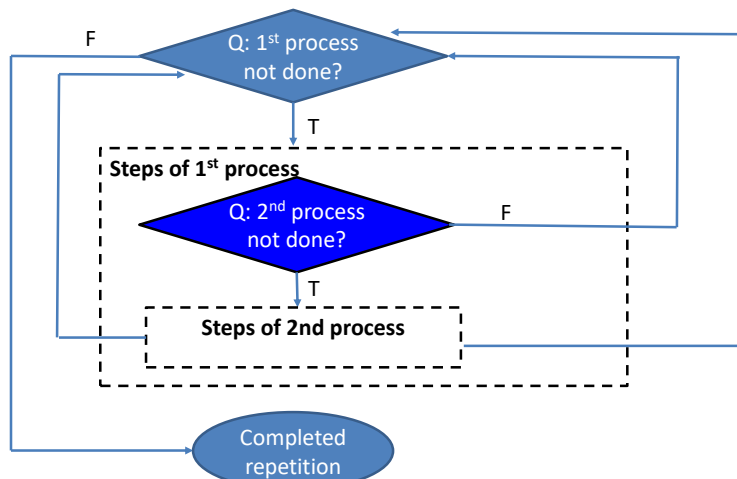 F
Q: 1st process
not done?
T
Steps of 1st process
Q: 2nd process
not done?
F
T
Steps of 2nd process
Completed
repetition